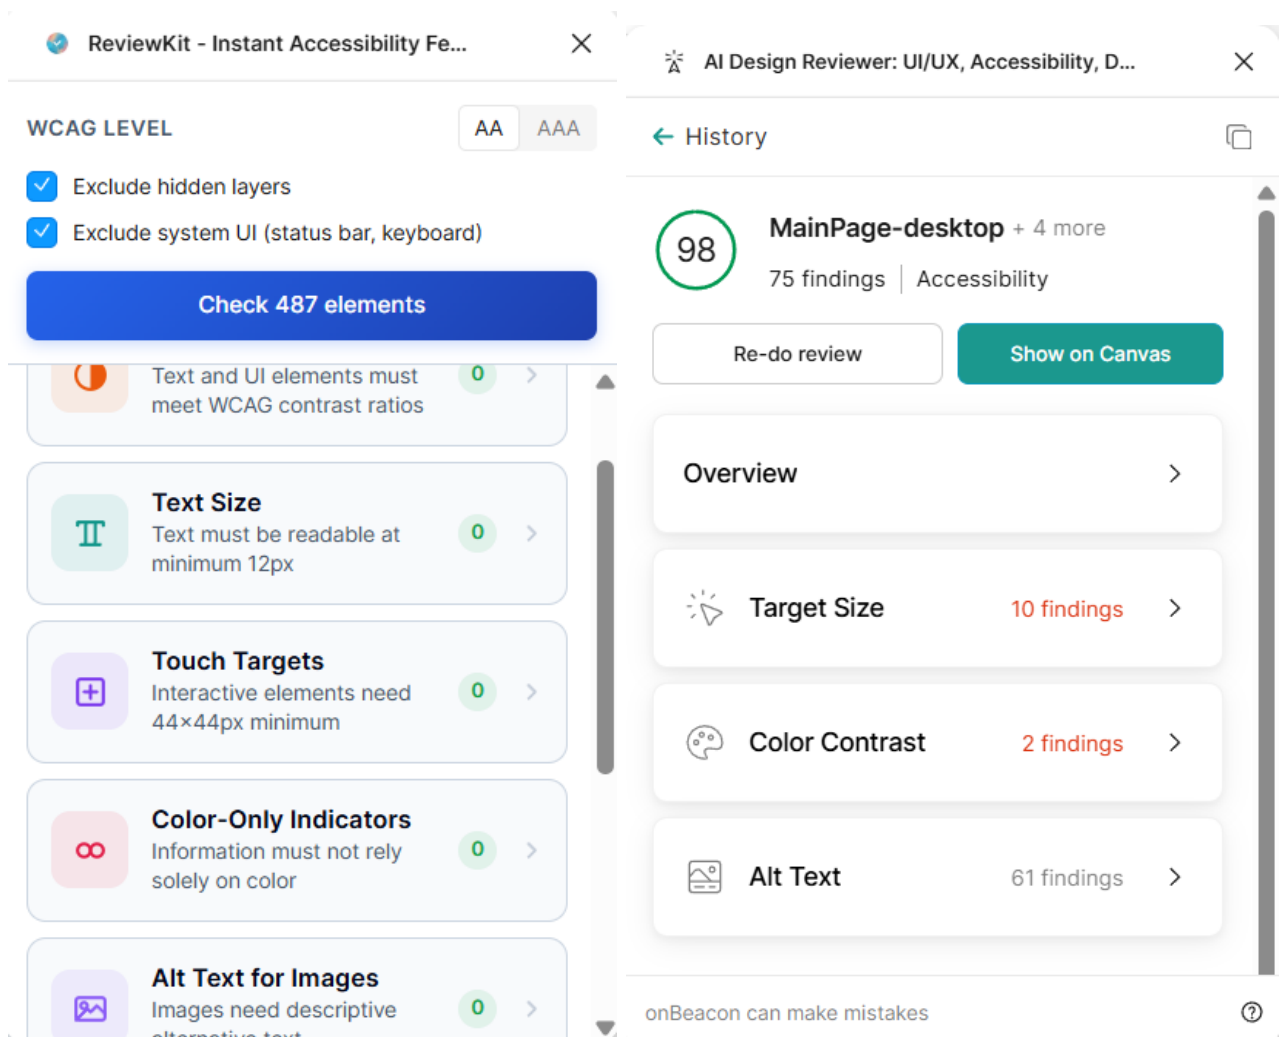 ReviewKit - Instant Accessibility Fe...
WCAG LEVEL
AA
AAA
Exclude hidden layers
Exclude system UI (status bar, keyboard)
Check 487 elements
Text and UI elements must
meet WCAG contrast ratios
0
Text Size
Text must be readable at
minimum 12px
0
Touch Targets
Interactive elements need
44×44px minimum
0
Color-Only Indicators
Information must not rely
solely on color
0
Alt Text for Images
Images need descriptive
alternative text
0
AI Design Reviewer: UI/UX, Accessibility, D...
History
98
MainPage-desktop + 4 more
75 findings | Accessibility
Re-do review
Show on Canvas
Overview
Target Size
10 findings
Color Contrast
2 findings
Alt Text
61 findings
onBeacon can make mistakes